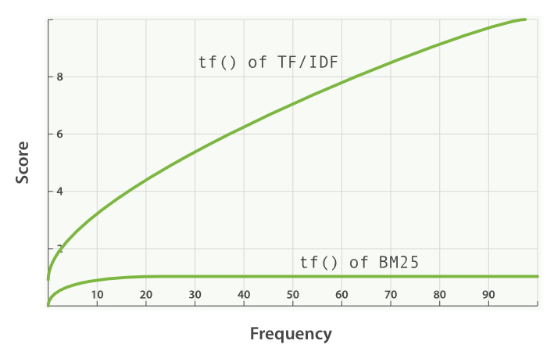 tf() of TF/IDF
8
6
Score
4
2
tf() of BM25
10 20 30 40 50 60 70 80 90
Frequency